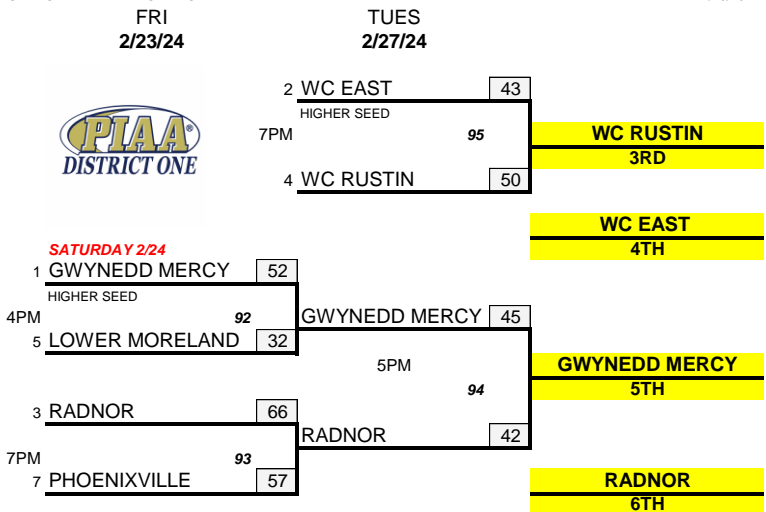 FRI TUES
2/23/24 2/27/24
2 WC EAST 43
HIGHER SEED
PIAA
DISTRICT ONE
7PM 95 WC RUSTIN
3RD
4 WC RUSTIN 50
WC EAST
4TH
SATURDAY 2/24
1 GWYNEDD MERCY 52
HIGHER SEED
4PM 92 GWYNEDD MERCY 45
5 LOWER MORELAND 32
5PM GWYNEDD MERCY
94 5TH
3 RADNOR 66
RADNOR 42
7PM 93
7 PHOENIXVILLE 57 RADNOR
6TH